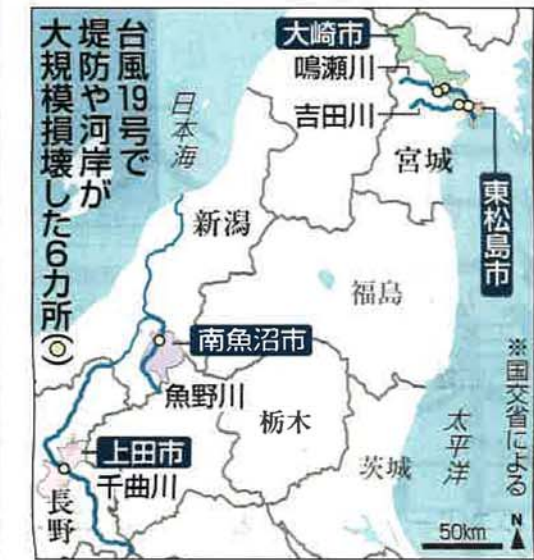 台風19号で
堤防や河岸が
大規模損壊した6カ所(○)
大崎市
鳴瀬川
吉田川
宮城
東松島市
日本海
新潟
福島
南魚沼市
魚野川
栃木
上田市
千曲川
長野
茨城
太平洋
※国交省による
50km
N